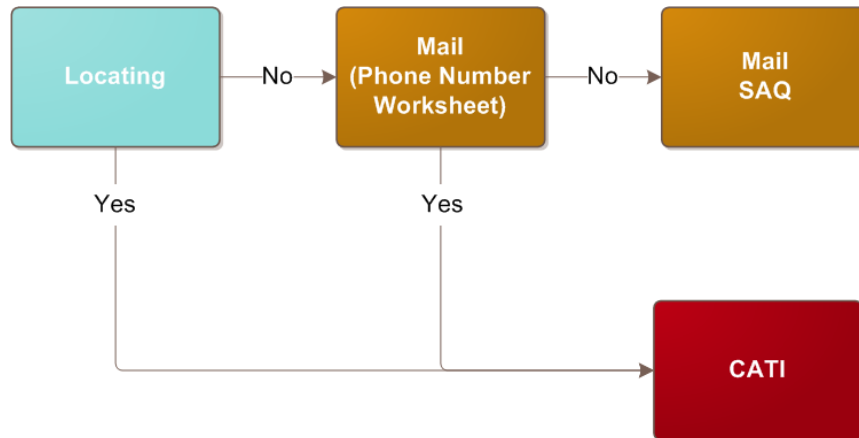 Locating
No
Mail
(Phone Number
Worksheet)
No
Mail
SAQ
Yes
Yes
CATI